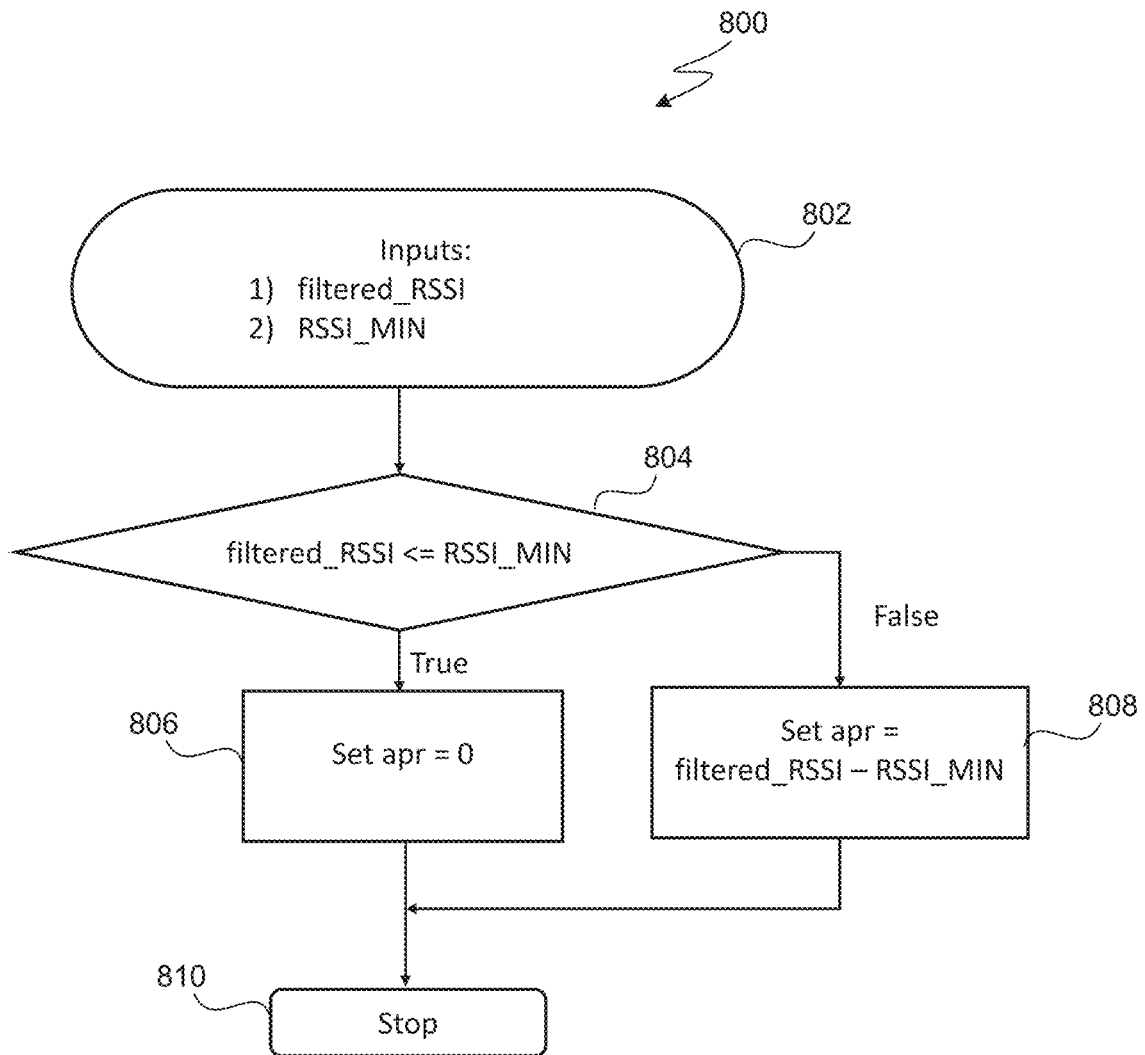 800
802
Inputs:
1) filtered_RSSI
2) RSSI_MIN
804
filtered_RSSI <= RSSI_MIN
False
True
806
Set apr = 0
808
Set apr =
filtered_RSSI – RSSI_MIN
810
Stop